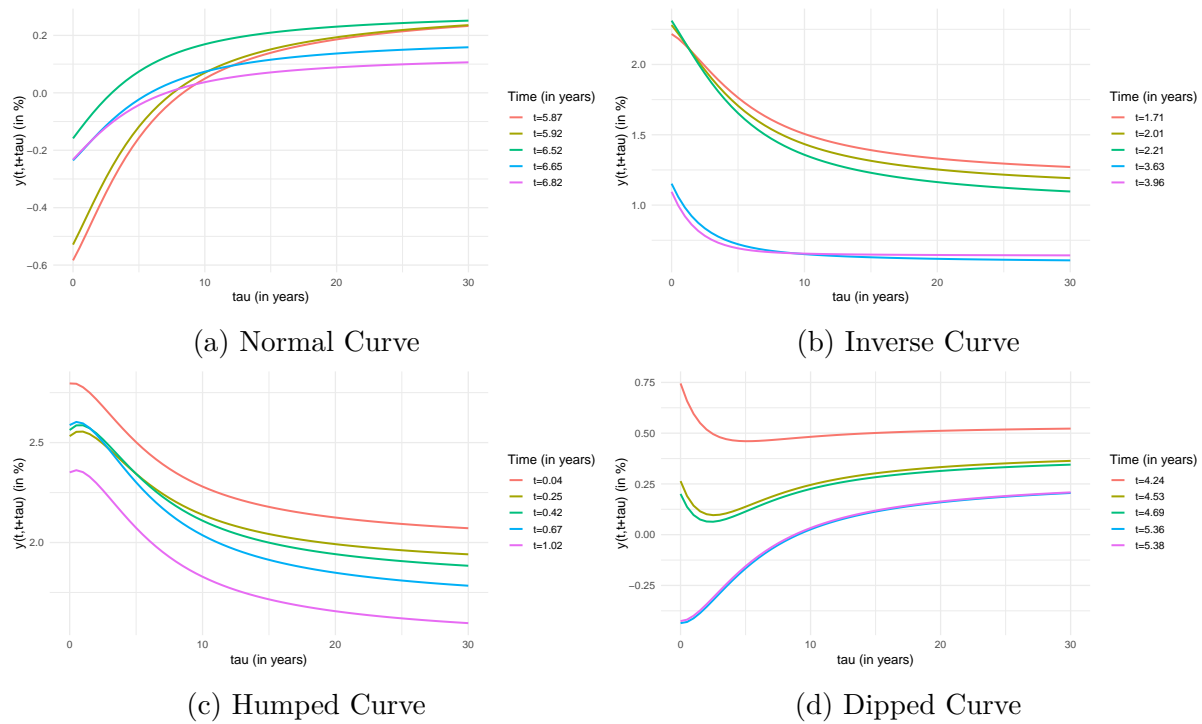 y(t,t+tau) (in %)
0.2
0.0
−0.2
−0.4
−0.6
0
10
20
30
tau (in years)
Time (in years)
t=5.87
t=5.92
t=6.52
t=6.65
t=6.82
(a) Normal Curve
y(t,t+tau) (in %)
2.0
1.5
1.0
0
10
20
30
tau (in years)
Time (in years)
t=1.71
t=2.01
t=2.21
t=3.63
t=3.96
(b) Inverse Curve
y(t,t+tau) (in %)
2.5
2.0
0
10
20
30
tau (in years)
Time (in years)
t=0.04
t=0.25
t=0.42
t=0.67
t=1.02
(c) Humped Curve
y(t,t+tau) (in %)
0.75
0.50
0.25
0.00
−0.25
0
10
20
30
tau (in years)
Time (in years)
t=4.24
t=4.53
t=4.69
t=5.36
t=5.38
(d) Dipped Curve